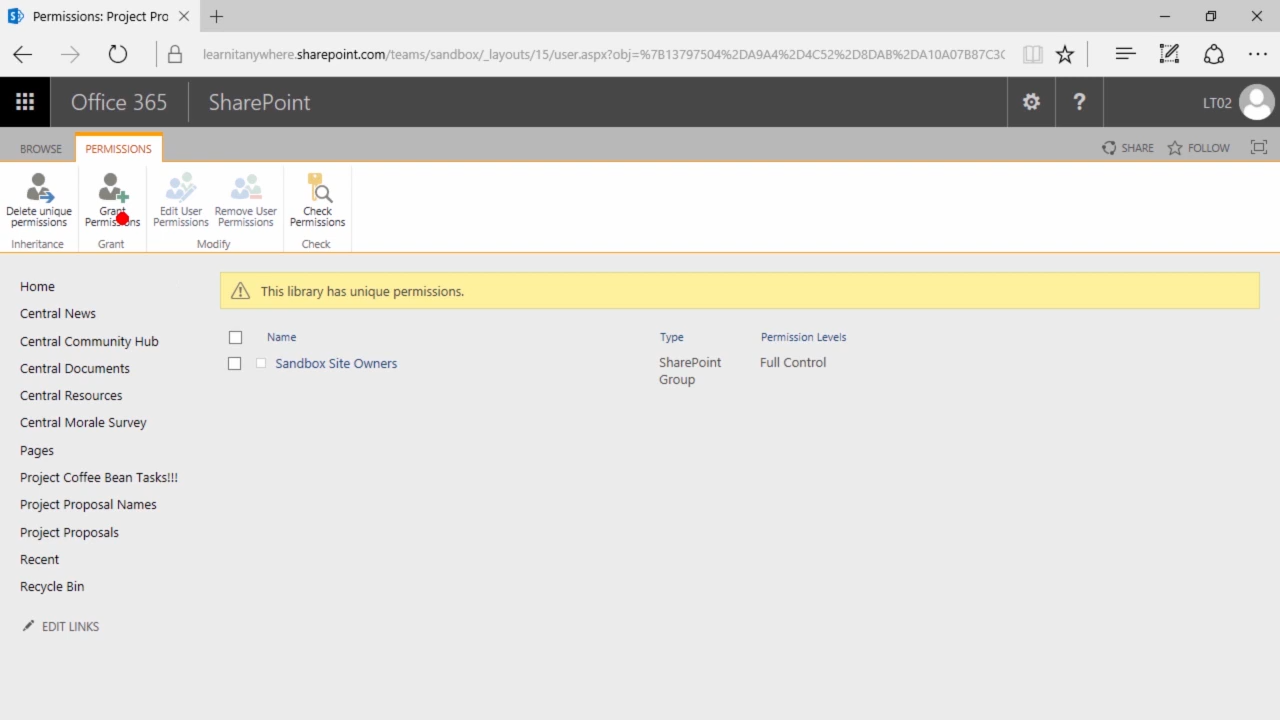 Permissions: Project Pro
learnitanywhere.sharepoint.com/teams/sandbox/_layouts/15/user.aspx?obj=%7B13797504%2DA9A4%2D4C52%2D8DAB%2DA10A07B87C3C
Office 365 SharePoint ? LT02
BROWSE PERMISSIONS SHARE FOLLOW
Delete unique permissions
Grant Permissions
Edit User Permissions
Remove User Permissions
Check Permissions
Inheritance Grant Modify Check
This library has unique permissions.
Home
Central News
Central Community Hub
Central Documents
Central Resources
Central Morale Survey
Pages
Project Coffee Bean Tasks!!!
Project Proposal Names
Project Proposals
Recent
Recycle Bin
EDIT LINKS
Name Type Permission Levels
Sandbox Site Owners SharePoint Group Full Control